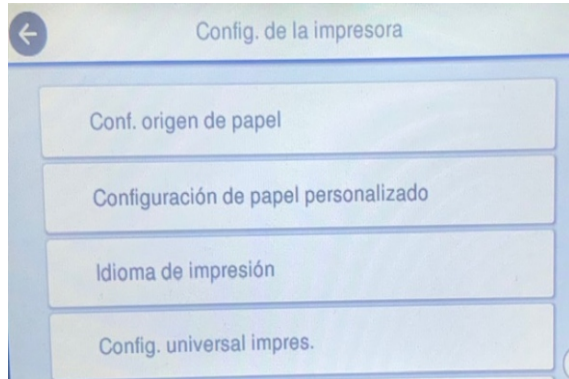 Config. de la impresora
Conf. origen de papel
Configuración de papel personalizado
Idioma de impresión
Config. universal impres.